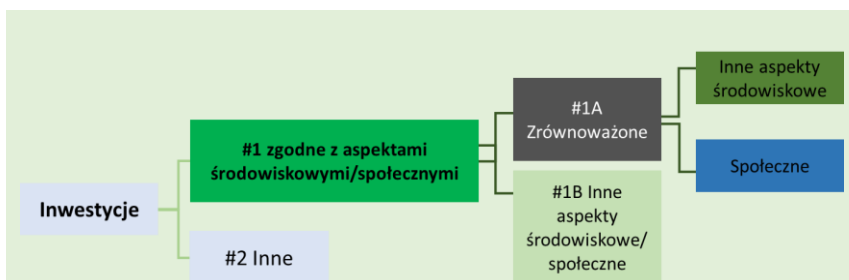 Inwestycje
#1 zgodne z aspektami
środowiskowymi/społecznymi
#2 Inne
#1A
Zrównoważone
#1B Inne
aspekty
środowiskowe/
społeczne
Inne aspekty
środowiskowe
Społeczne